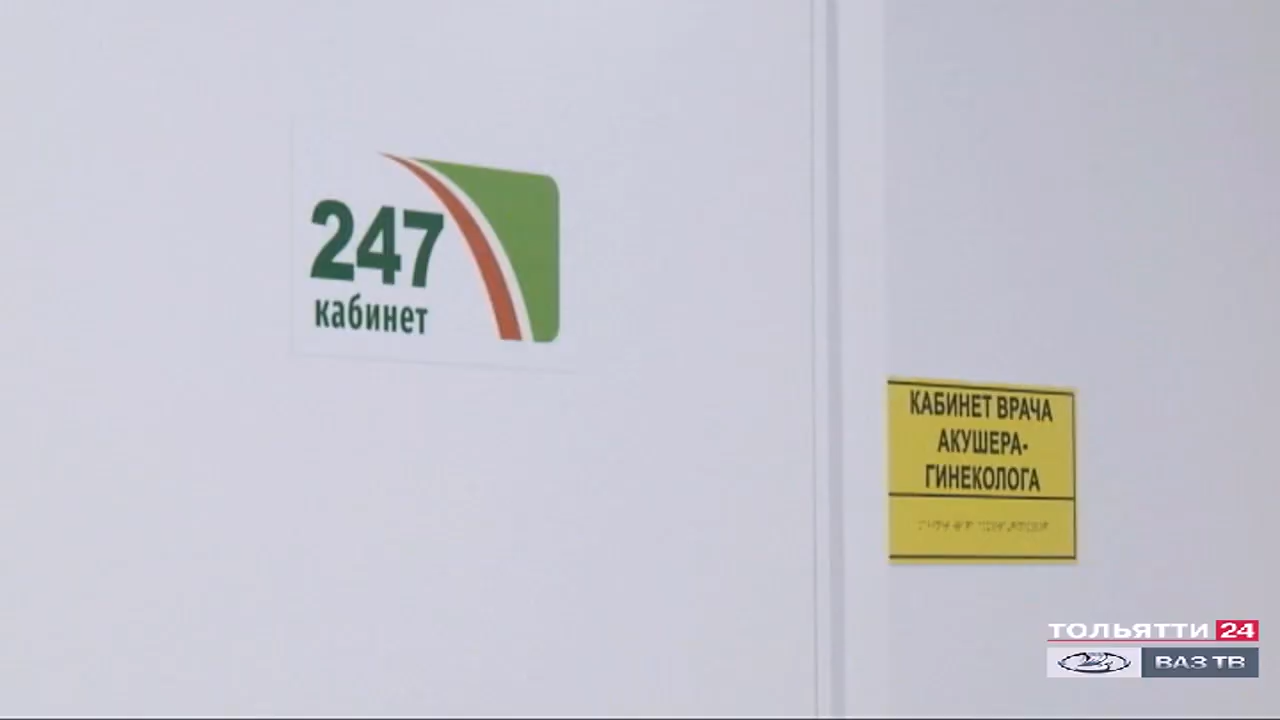 247
кабинет
КАБИНЕТ ВРАЧА
АКУШЕРА-
ГИНЕКОЛОГА
ТОЛЬЯТТИ 24
ВАЗ ТВ